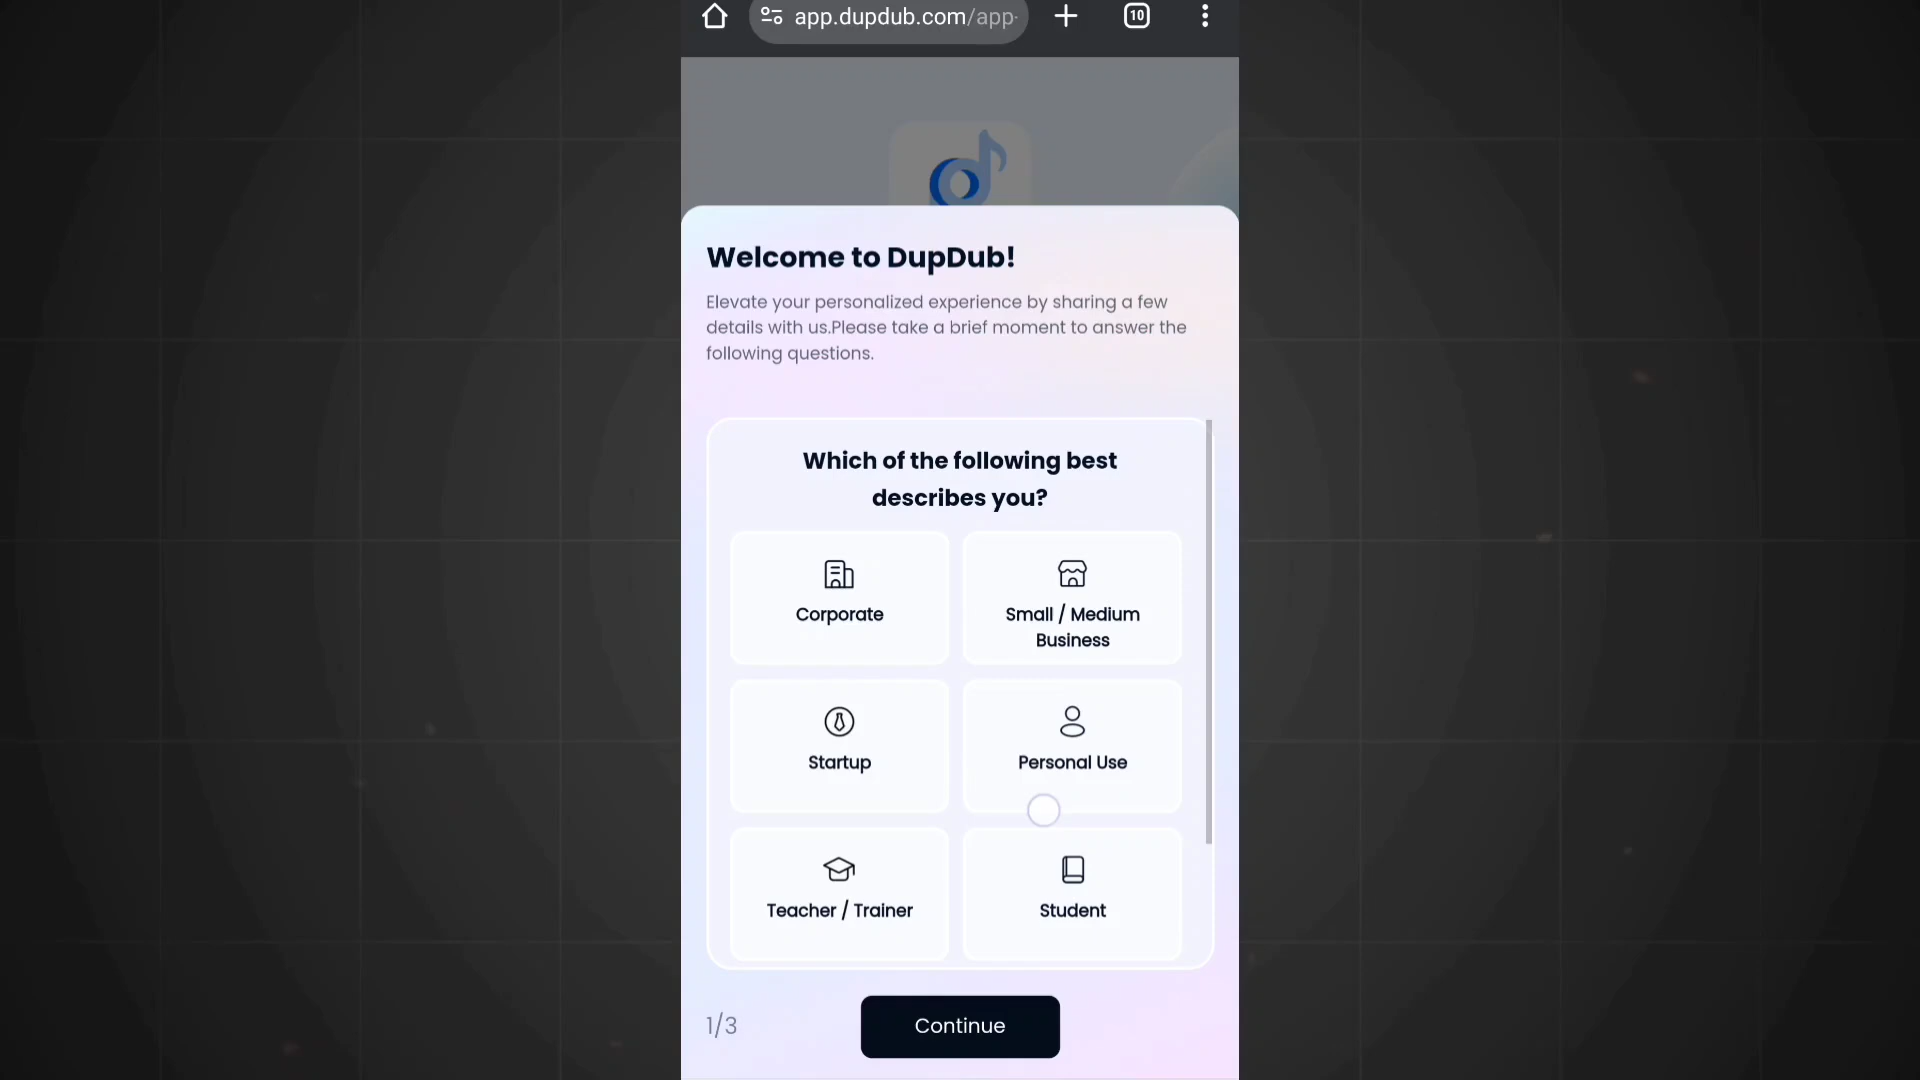 app.dupdub.com/app-
10
Welcome to DupDub!
Elevate your personalized experience by sharing a few
details with us.Please take a brief moment to answer the
following questions.
Which of the following best
describes you?
Corporate
Small / Medium
Business
Startup
Personal Use
Teacher / Trainer
Student
1/3
Continue